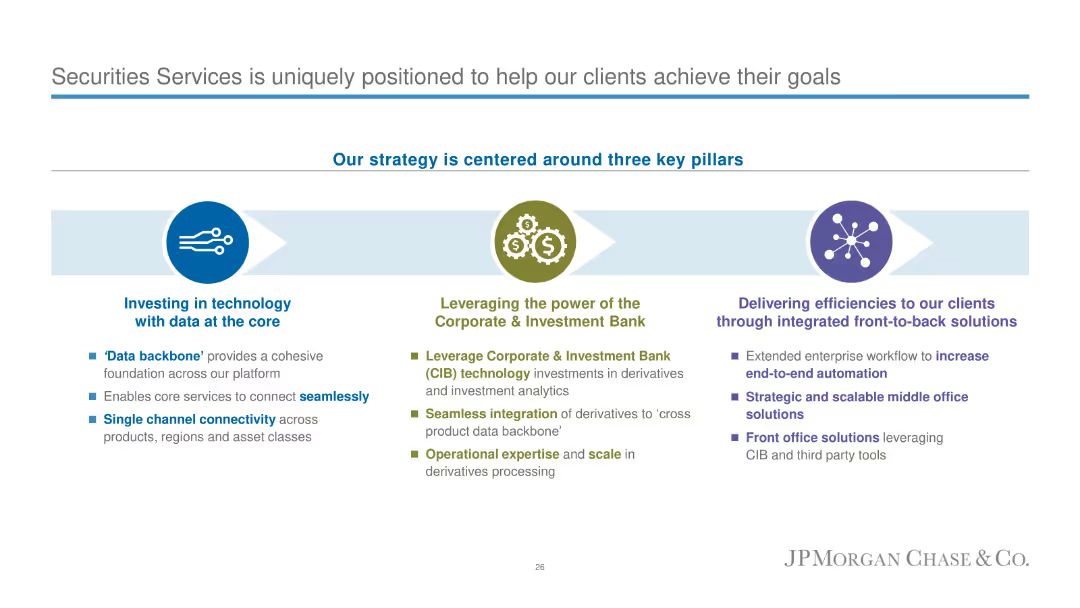 Securities Services is uniquely positioned to help our clients achieve their goals
Our strategy is centered around three key pillars
$
$
$
Investing in technology
with data at the core
■ ‘Data backbone’ provides a cohesive
foundation across our platform
■ Enables core services to connect seamlessly
■ Single channel connectivity across
products, regions and asset classes
Leveraging the power of the
Corporate & Investment Bank
■ Leverage Corporate & Investment Bank
(CIB) technology investments in derivatives
and investment analytics
■ Seamless integration of derivatives to ‘cross
product data backbone’
■ Operational expertise and scale in
derivatives processing
Delivering efficiencies to our clients
through integrated front-to-back solutions
■ Extended enterprise workflow to increase
end-to-end automation
■ Strategic and scalable middle office
solutions
■ Front office solutions leveraging
CIB and third party tools
26
JPMORGAN CHASE & CO.